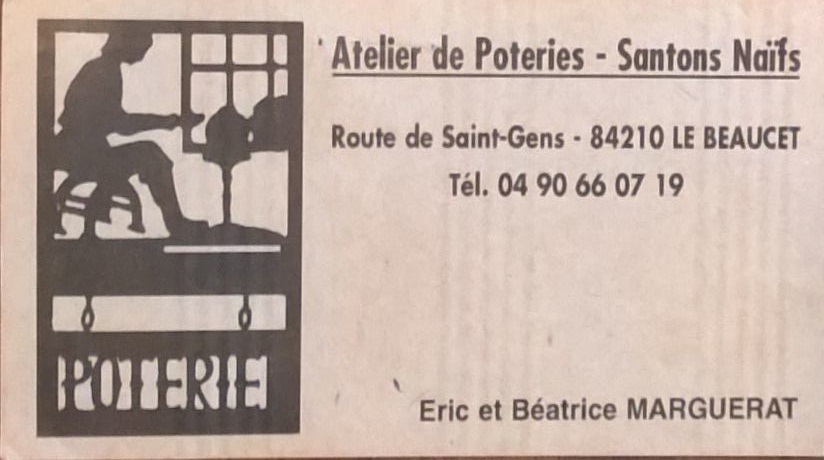 Atelier de Poteries - Santons Naïfs
Route de Saint-Gens - 84210 LE BEAUCET
Tél. 04 90 66 07 19
POTERIE
Eric et Béatrice MARGUERAT